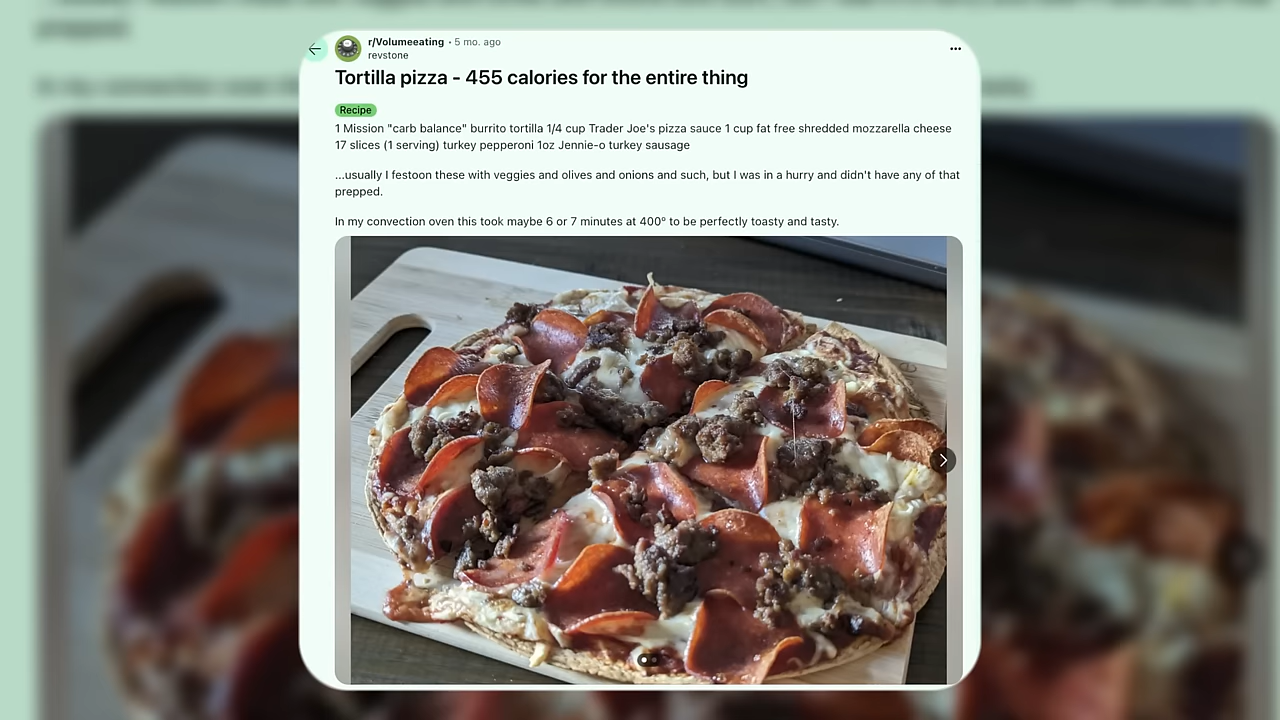 r/Volumeeating • 5 mo. ago
revstone
Tortilla pizza - 455 calories for the entire thing
Recipe
1 Mission "carb balance" burrito tortilla 1/4 cup Trader Joe's pizza sauce 1 cup fat free shredded mozzarella cheese
17 slices (1 serving) turkey pepperoni 1oz Jennie-o turkey sausage
...usually I festoon these with veggies and olives and onions and such, but I was in a hurry and didn't have any of that
prepped.
In my convection oven this took maybe 6 or 7 minutes at 400° to be perfectly toasty and tasty.